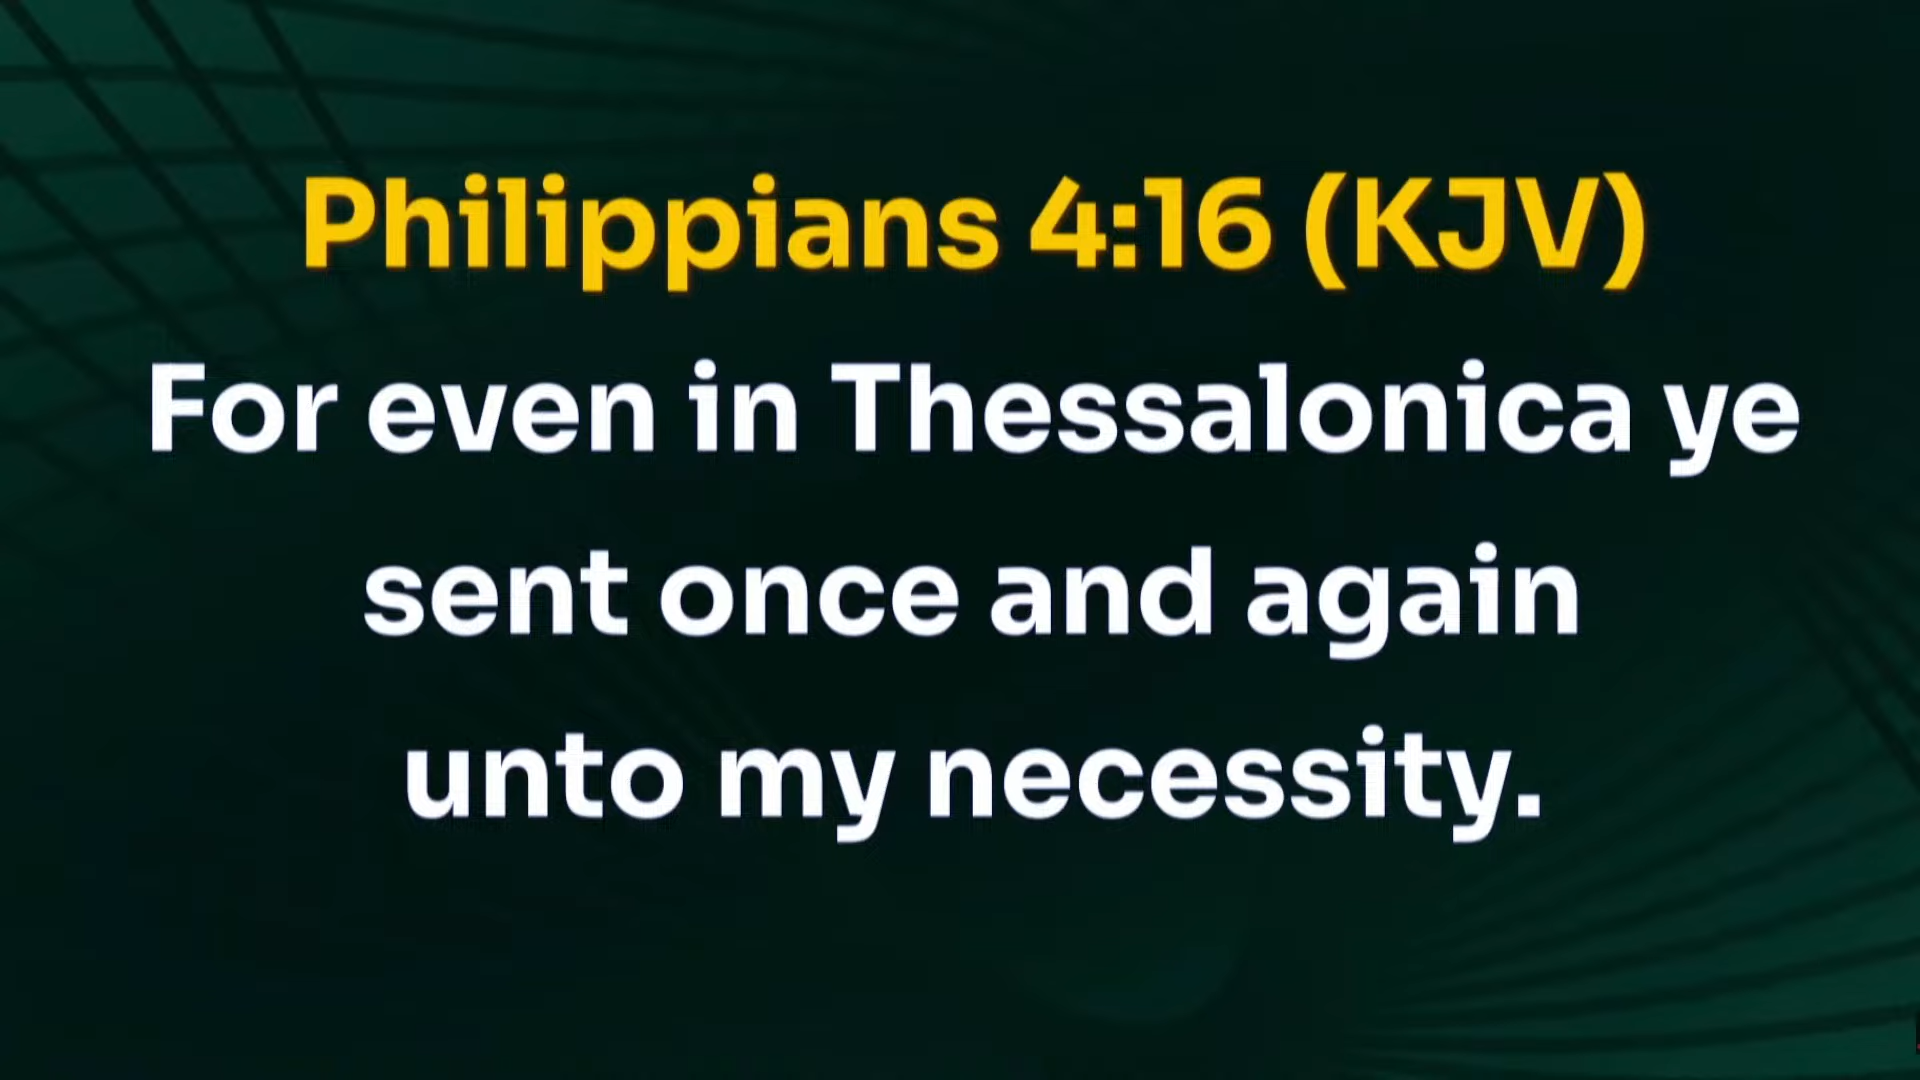 Philippians 4:16 (KJV)
For even in Thessalonica ye
sent once and again
unto my necessity.